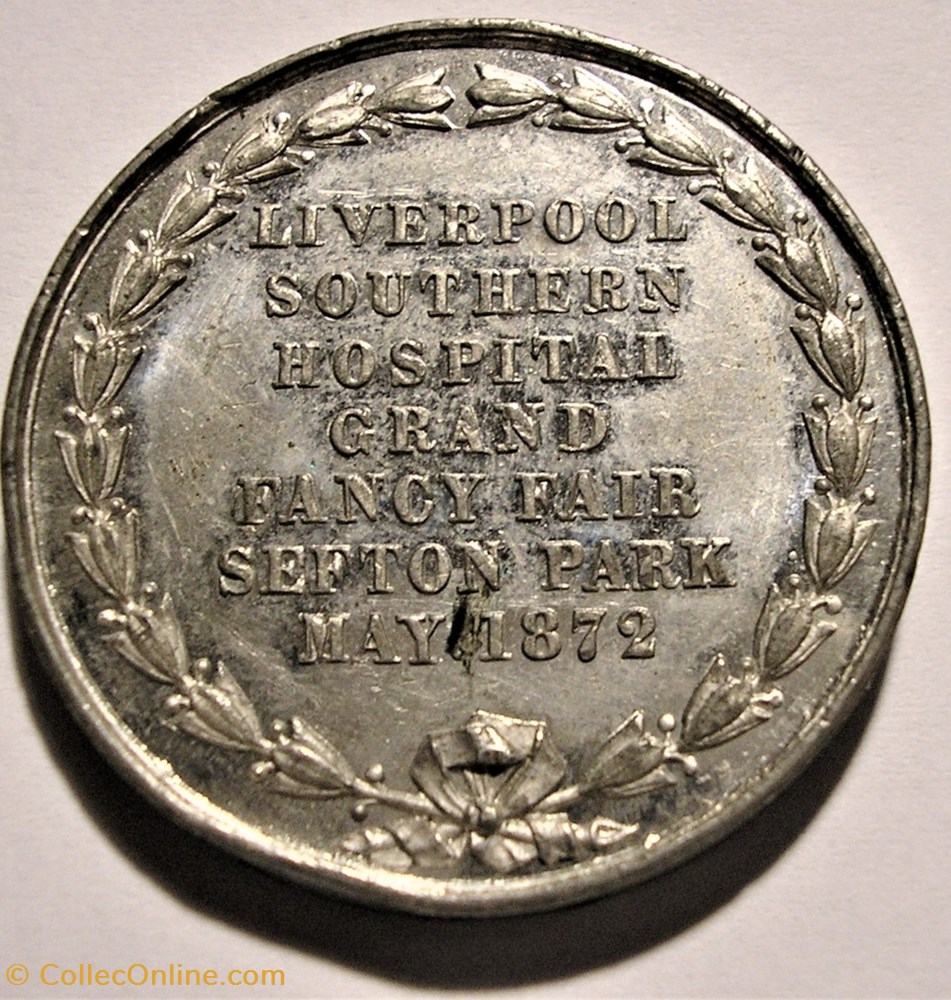 LIVERPOOL
SOUTHERN
HOSPITAL
GRAND
FANCY FAIR
SEFTON PARK
MAY 1872
© CollecOnline.com